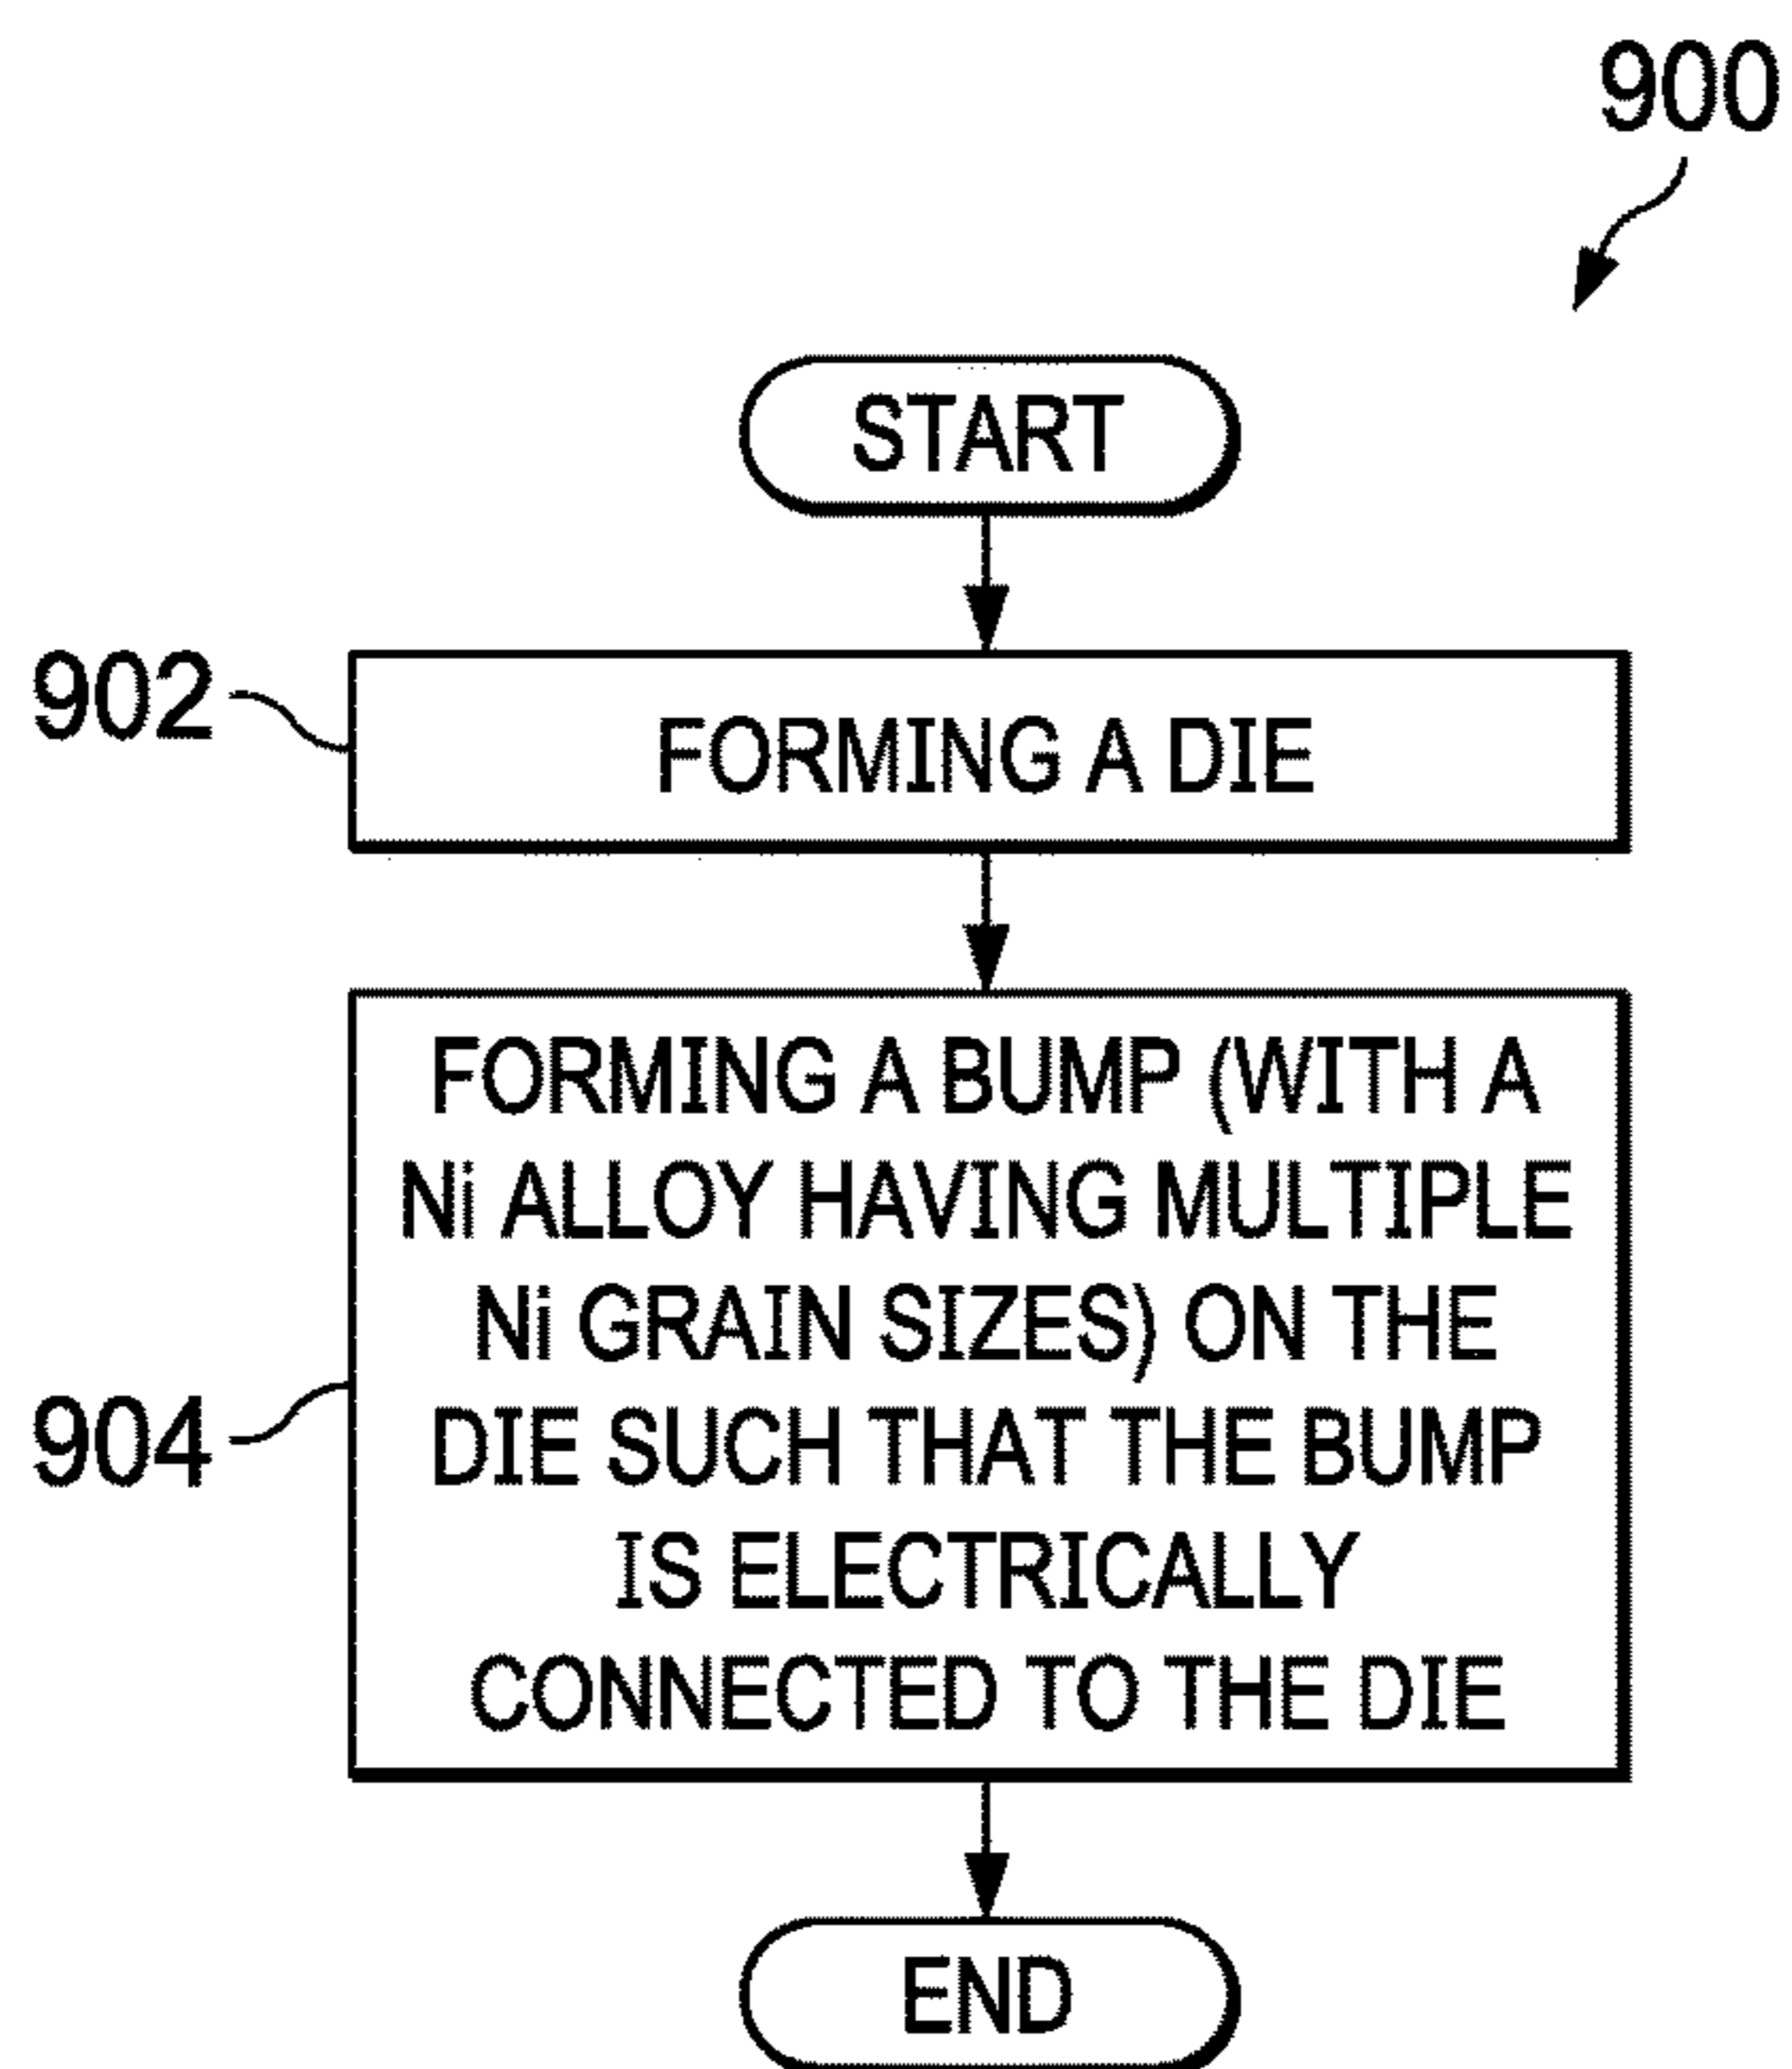 900
START
902
FORMING A DIE
FORMING A BUMP (WITH A
Ni ALLOY HAVING MULTIPLE
Ni GRAIN SIZES) ON THE
904
DIE SUCH THAT THE BUMP
IS ELECTRICALLY
CONNECTED TO THE DIE
END